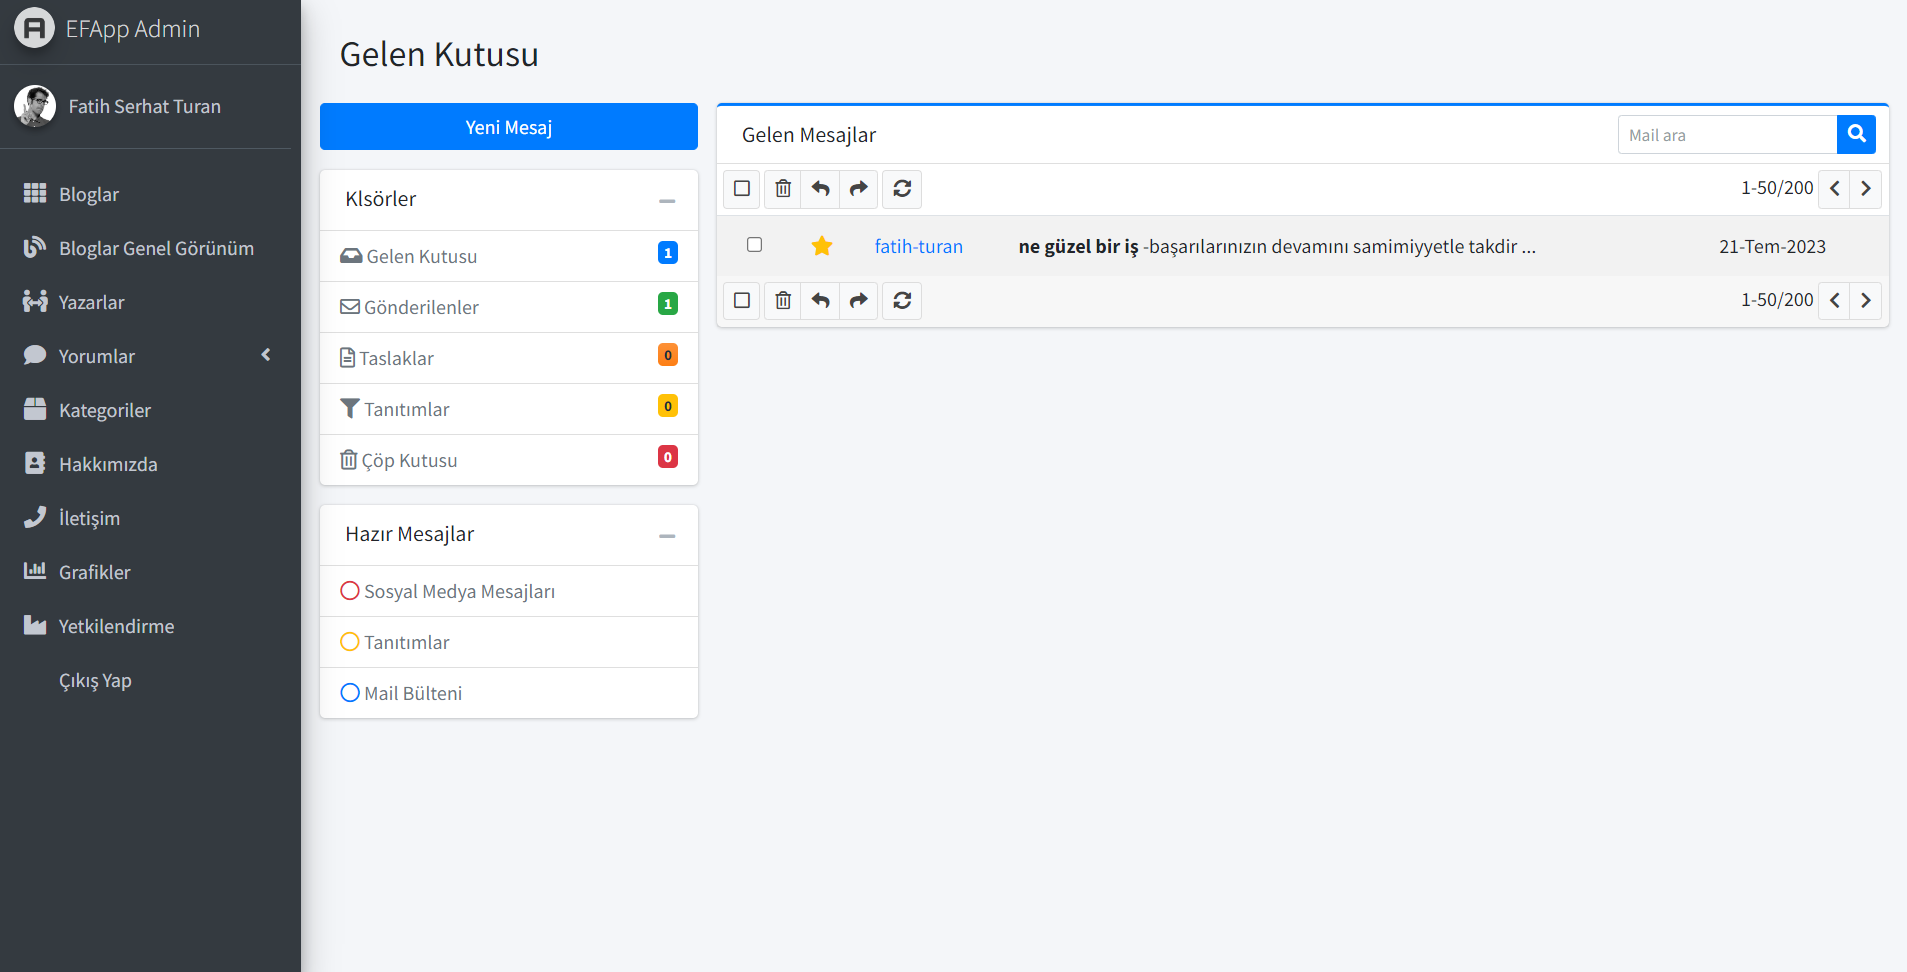 EFApp Admin
Fatih Serhat Turan
Bloglar
Bloglar Genel Görünüm
Yazarlar
Yorumlar
Kategoriler
Hakkımızda
İletişim
Grafikler
Yetkilendirme
Çıkış Yap
Gelen Kutusu
Yeni Mesaj
Klsörler
Gelen Kutusu 1
Gönderilenler 1
Taslaklar 0
Tanıtımlar 0
Çöp Kutusu 0
Hazır Mesajlar
Sosyal Medya Mesajları
Tanıtımlar
Mail Bülteni
Gelen Mesajlar
Mail ara
1-50/200
fatih-turan ne güzel bir iş -başarılarınızın devamını samimiyyetle takdir ... 21-Tem-2023
1-50/200